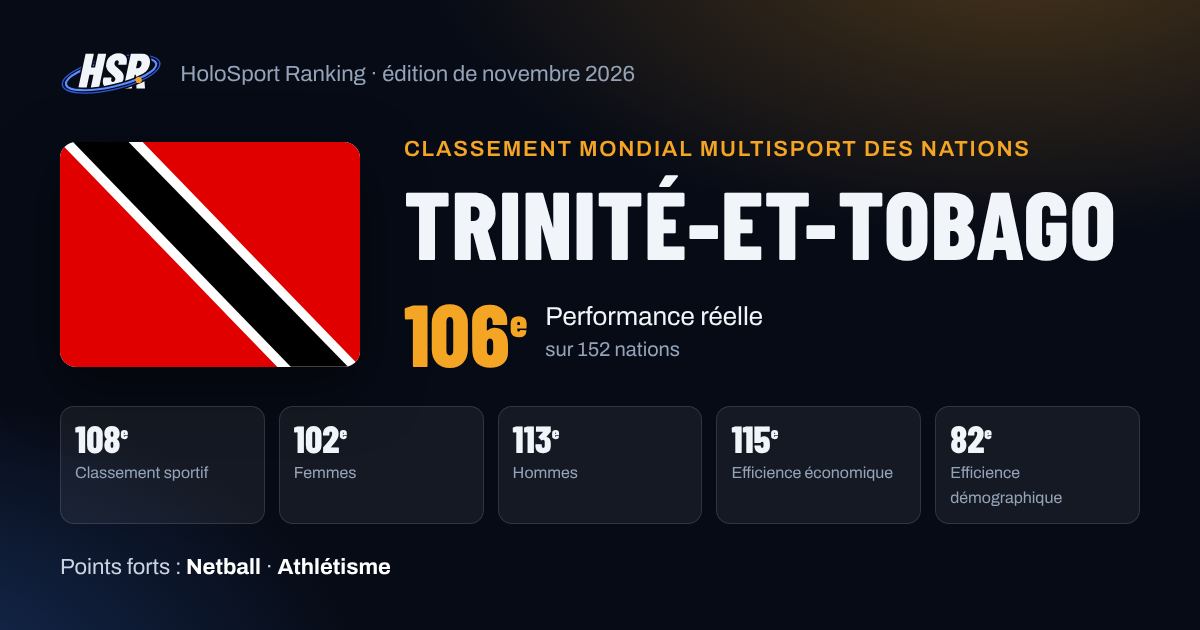 HSR
HoloSport Ranking · édition de novembre 2026
CLASSEMENT MONDIAL MULTISPORT DES NATIONS
TRINITÉ-ET-TOBAGO
106e
Performance réelle
sur 152 nations
108e
Classement sportif
102e
Femmes
113e
Hommes
115e
Efficience économique
82e
Efficience
démographique
Points forts : Netball · Athlétisme